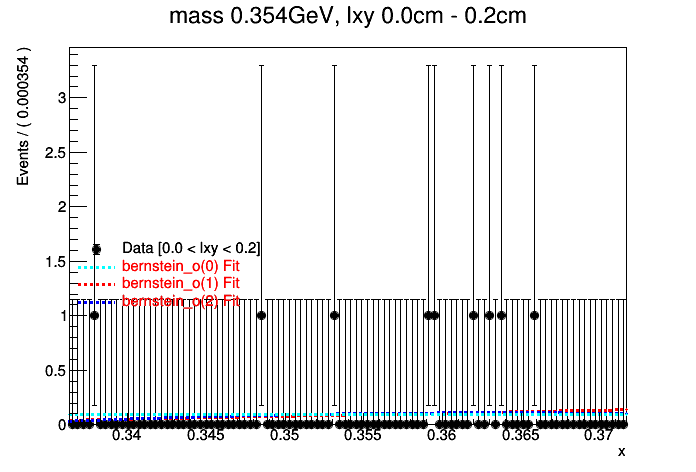 mass 0.354GeV, lxy 0.0cm - 0.2cm
Events / ( 0.000354 )
3
2.5
2
1.5
1
0.5
0
Data [0.0 < lxy < 0.2]
bernstein_o(0) Fit
bernstein_o(1) Fit
bernstein_o(2) Fit
0.34 0.345 0.35 0.355 0.36 0.365 0.37
x